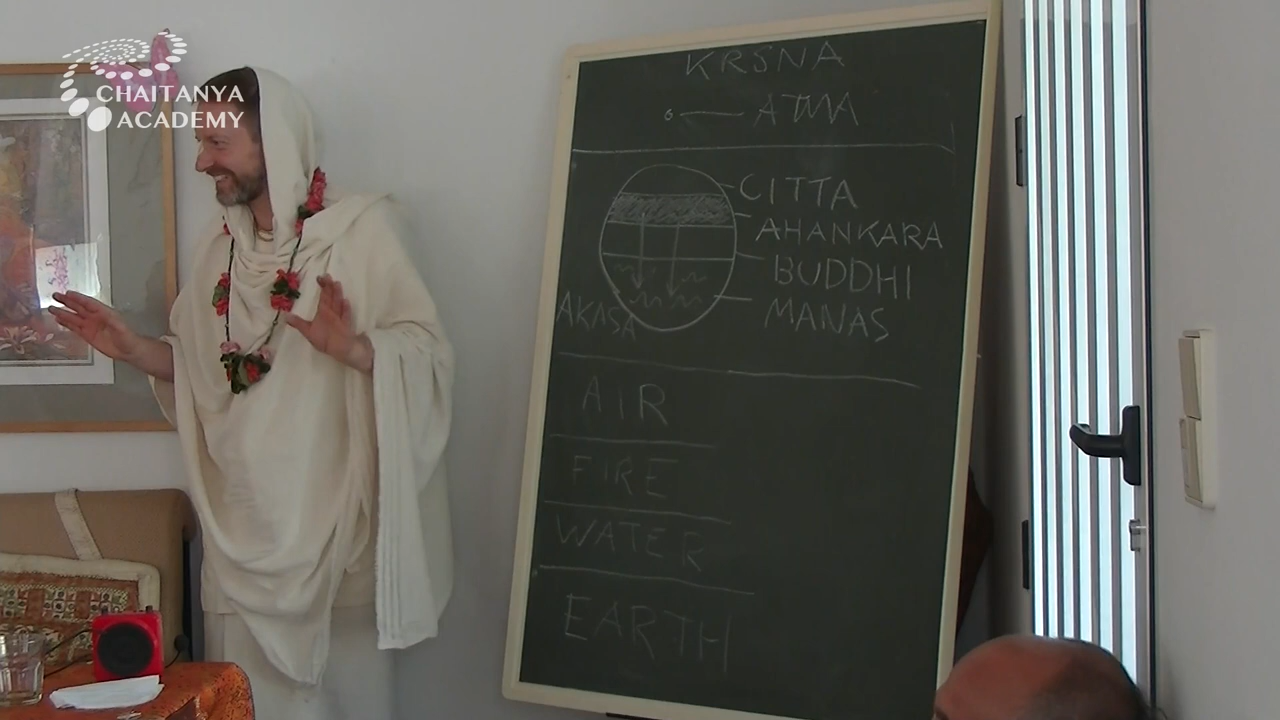 CHAITANYA
ACADEMY
KRSNA
ATMA
CITTA
AHANKARA
BUDDHI
MANAS
AKASA
AIR
FIRE
WATER
EARTH